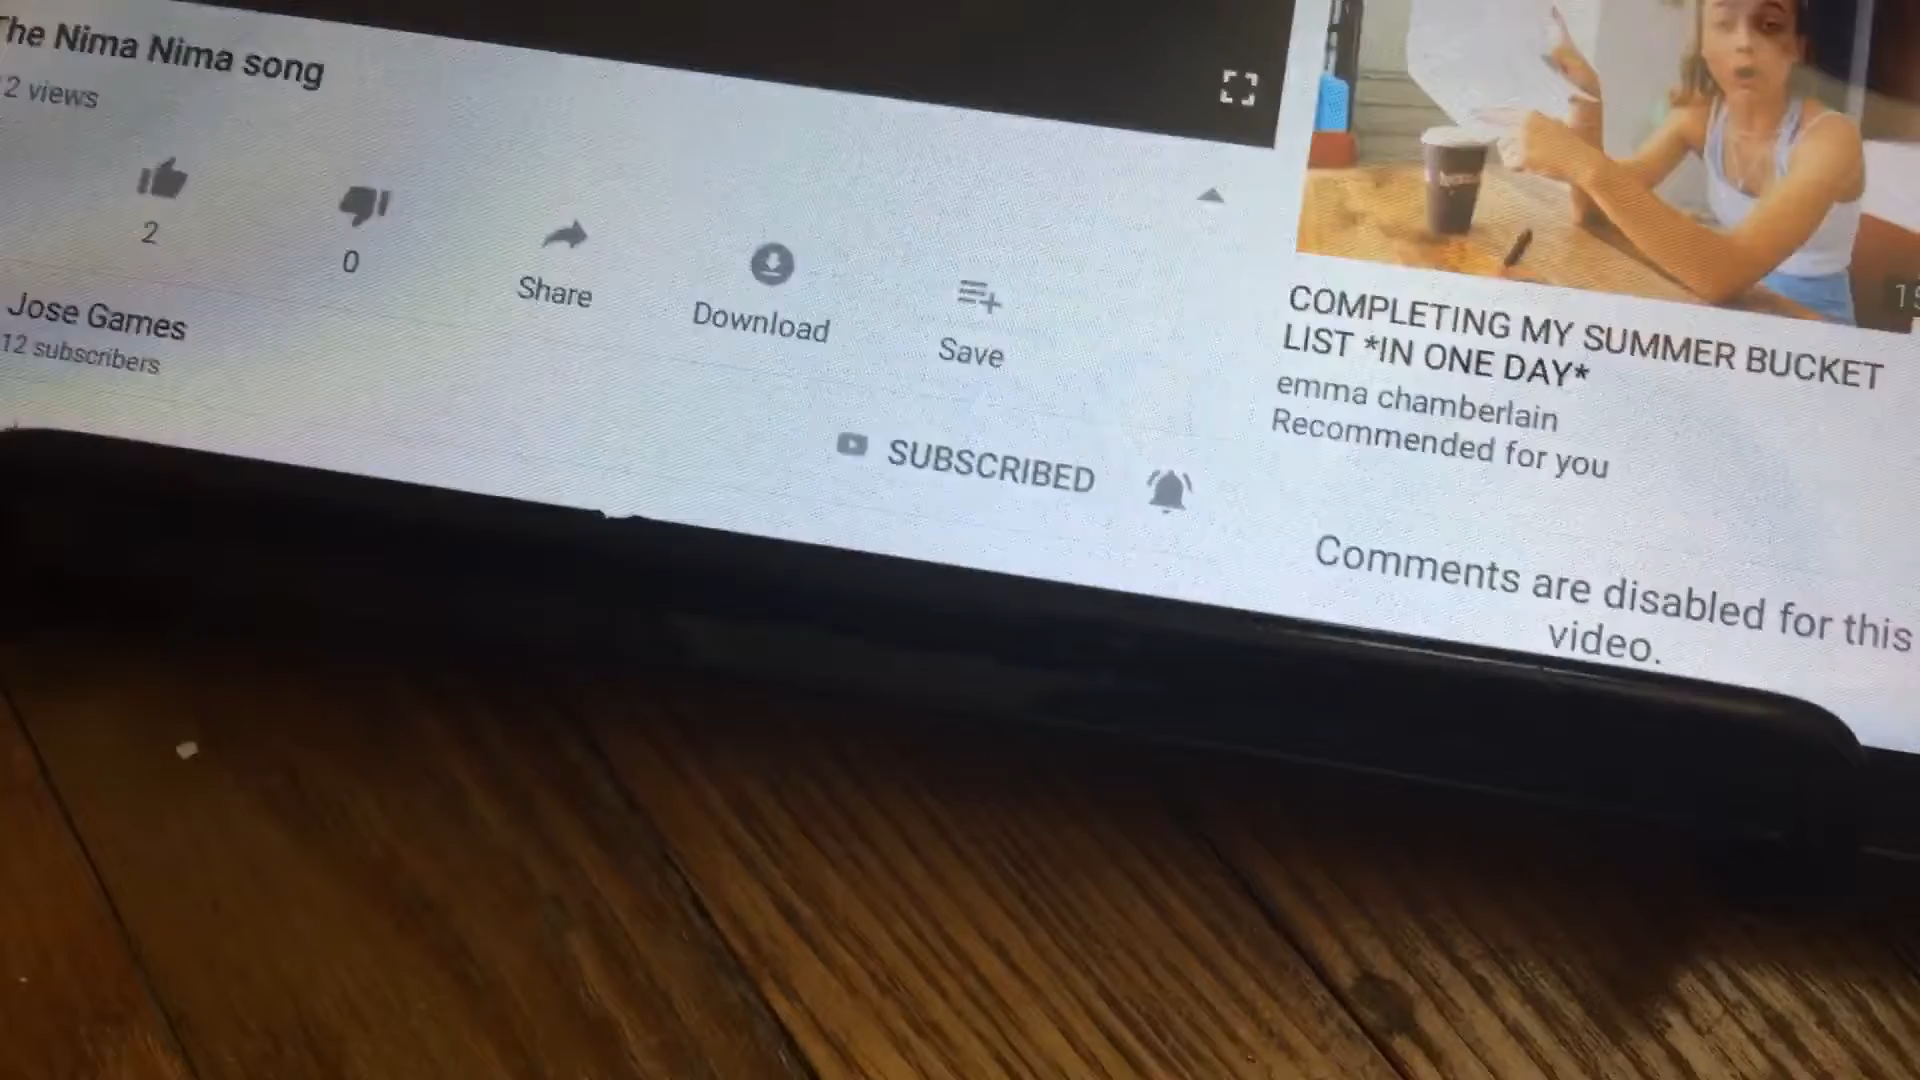 The Nima Nima song
2 views
2
0
Share
Download
Save
Jose Games
12 subscribers
SUBSCRIBED
COMPLETING MY SUMMER BUCKET
LIST *IN ONE DAY*
emma chamberlain
Recommended for you
Comments are disabled for this
video.